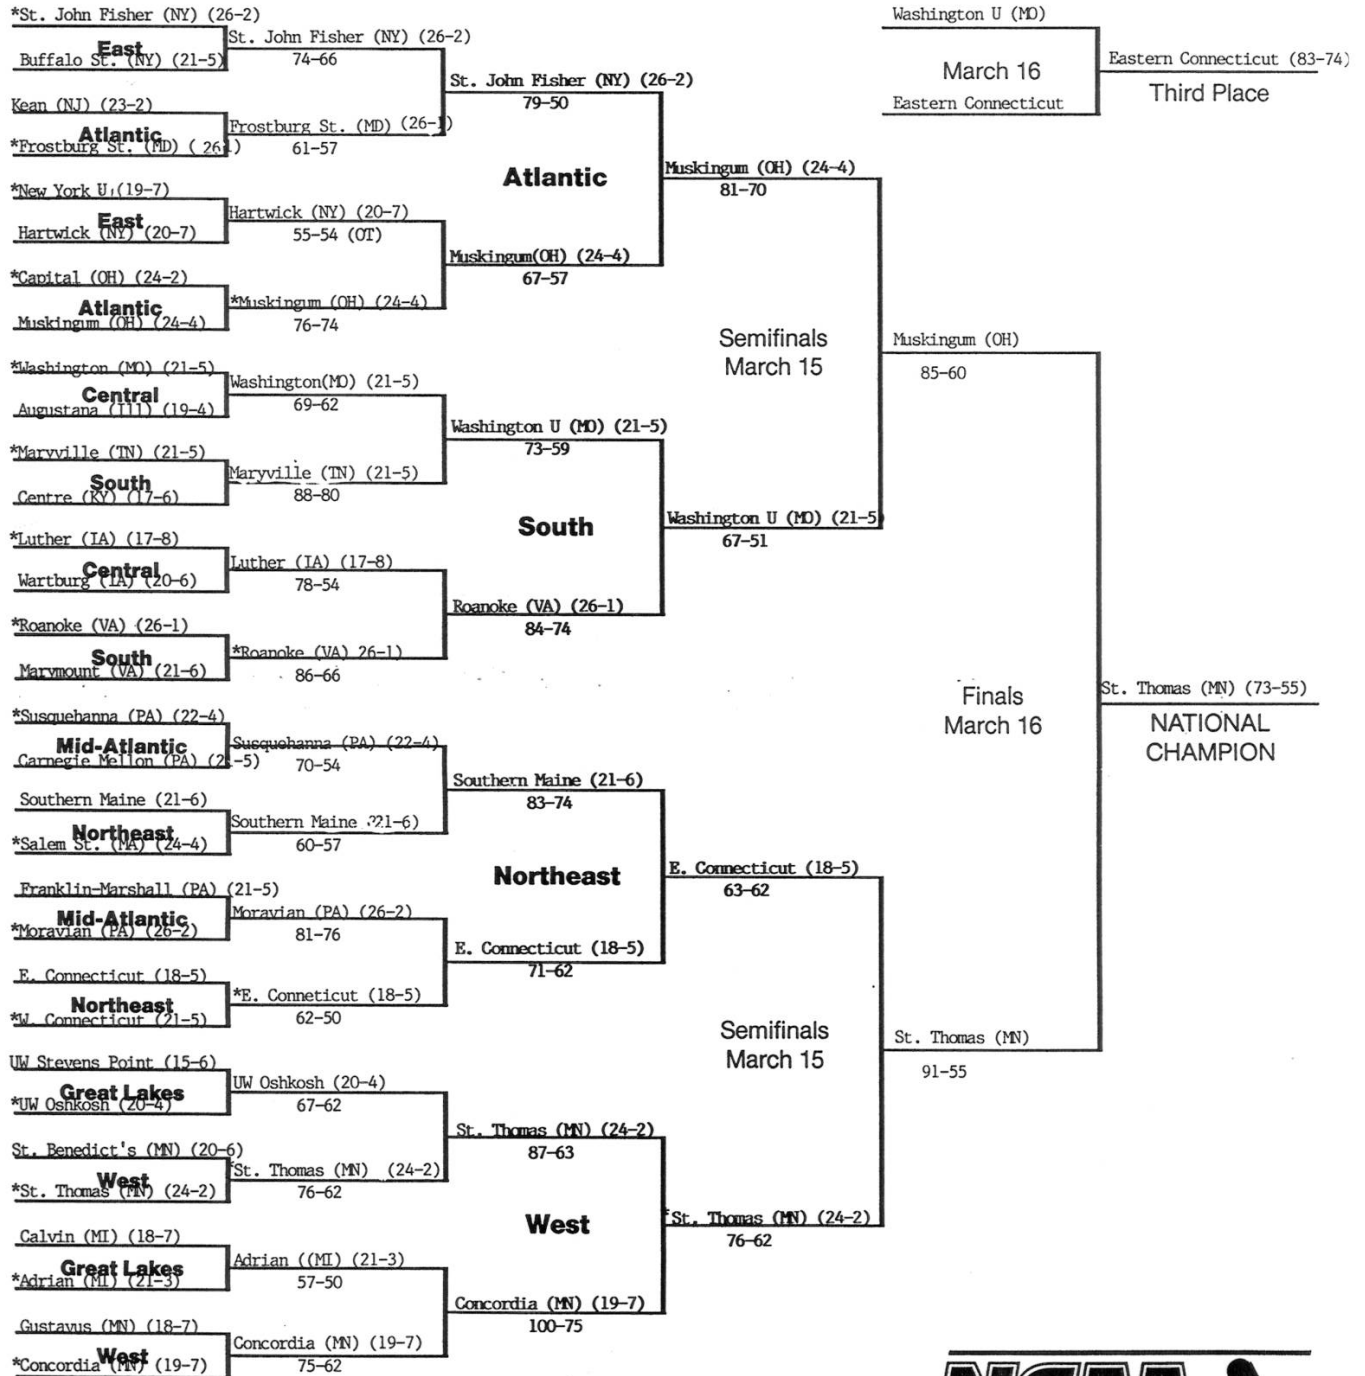 *St. John Fisher (NY) (26-2)
East
Buffalo St. (NY) (21-5)
Kean (NJ) (23-2)
Atlantic
*Frostburg St. (MD) (26-1)
*New York U.(19-7)
East
Hartwick (NY) (20-7)
*Capital (OH) (24-2)
Atlantic
Muskingum (OH) (24-4)
*Washington (MO) (21-5)
Central
Augustana (Ill) (19-4)
*Maryville (TN) (21-5)
South
Centre (KY) (17-6)
*Luther (IA) (17-8)
Central
Wartburg (IA) (20-6)
*Roanoke (VA) (26-1)
South
Marymount (VA) (21-6)
*Susquehanna (PA) (22-4)
Mid-Atlantic
Carnegie Mellon (PA) (21-5)
Southern Maine (21-6)
Northeast
*Salem St. (MA) (24-4)
Franklin-Marshall (PA) (21-5)
Mid-Atlantic
*Moravian (PA) (26-2)
E. Connecticut (18-5)
Northeast
*W. Connecticut (21-5)
UW Stevens Point (15-6)
Great Lakes
*UW Oshkosh (20-4)
St. Benedict's (MN) (20-6)
West
*St. Thomas (MN) (24-2)
Calvin (MI) (18-7)
Great Lakes
*Adrian (MI) (21-3)
Gustavus (MN) (18-7)
West
*Concordia (MN) (19-7)
St. John Fisher (NY) (26-2)
74-66
Frostburg St. (MD) (26-1)
61-57
Hartwick (NY) (20-7)
55-54 (OT)
*Muskingum (OH) (24-4)
76-74
Washington(MO) (21-5)
69-62
Maryville (TN) (21-5)
88-80
Luther (IA) (17-8)
78-54
*Roanoke (VA) 26-1)
86-66
Susquehanna (PA) (22-4)
70-54
Southern Maine (21-6)
60-57
Moravian (PA) (26-2)
81-76
*E. Conneticut (18-5)
62-50
UW Oshkosh (20-4)
67-62
*St. Thomas (MN) (24-2)
76-62
Adrian ((MI) (21-3)
57-50
Concordia (MN) (19-7)
75-62
St. John Fisher (NY) (26-2)
79-50
Atlantic
Muskingum(OH) (24-4)
67-57
Washington U (MO) (21-5)
73-59
South
Roanoke (VA) (26-1)
84-74
Southern Maine (21-6)
83-74
Northeast
E. Connecticut (18-5)
71-62
St. Thomas (MN) (24-2)
87-63
West
Concordia (MN) (19-7)
100-75
Muskingum (OH) (24-4)
81-70
Semifinals
March 15
Washington U (MO) (21-5)
67-51
E. Connecticut (18-5)
63-62
Semifinals
March 15
*St. Thomas (MN) (24-2)
76-62
Washington U (MO)
March 16
Eastern Connecticut
Eastern Connecticut (83-74)
Third Place
Muskingum (OH)
85-60
Finals
March 16
St. Thomas (MN)
91-55
St. Thomas (MN) (73-55)
NATIONAL
CHAMPION
NCAA